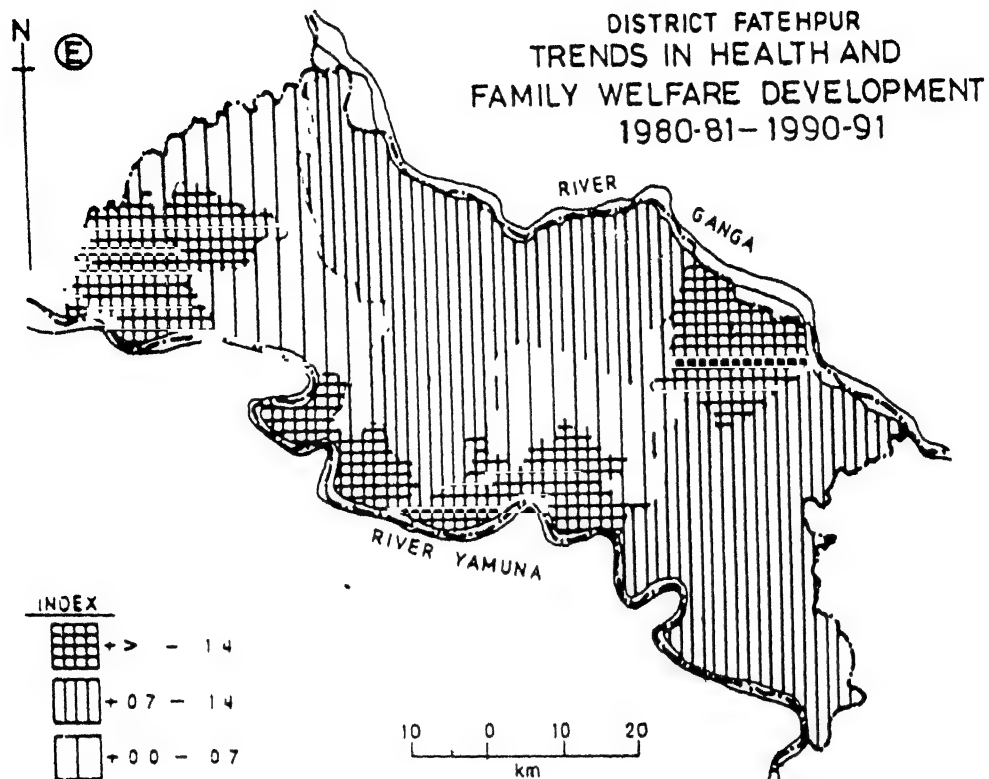 N
E
DISTRICT FATEHPUR
TRENDS IN HEALTH AND
FAMILY WELFARE DEVELOPMENT
1980-81-1990-91
RIVER GANGA
RIVER YAMUNA
INDEX
+> - 14
+07 - 14
+00 - 07
10 0 10 20
km